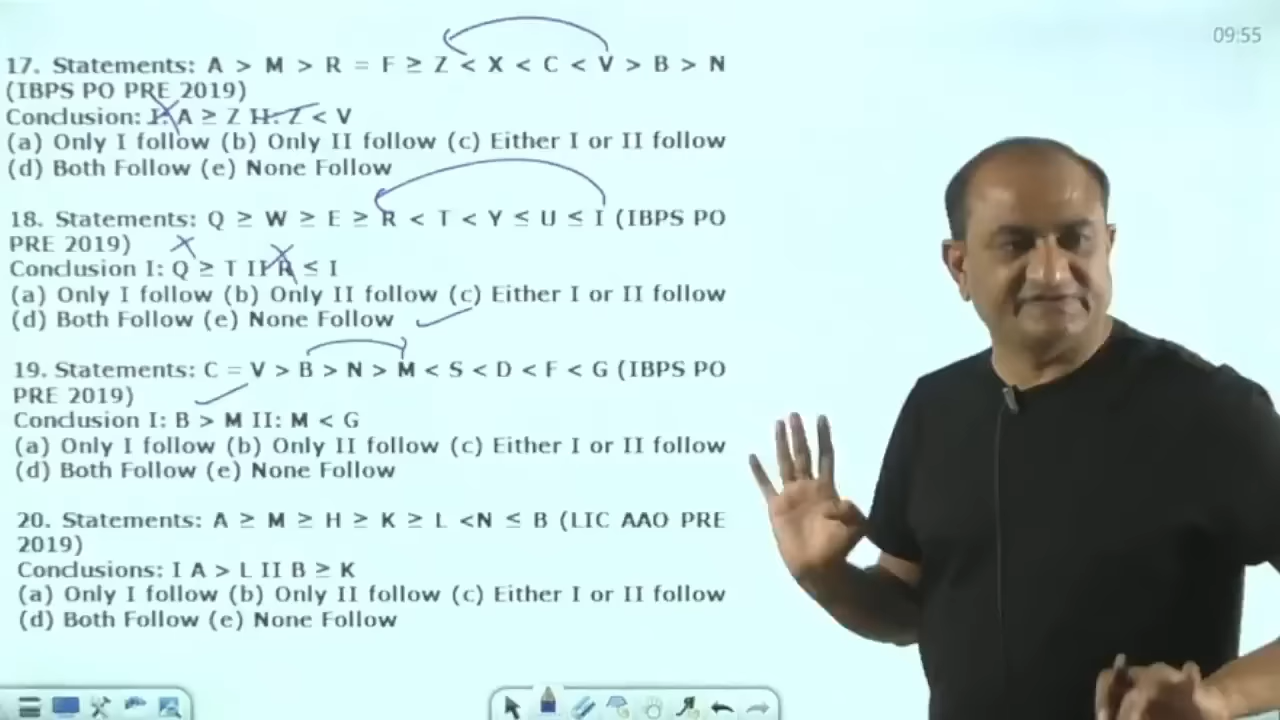 09:55
17. Statements: A > M > R = F ≥ Z < X < C < V > B > N
(IBPS PO PRE 2019)
Conclusion: I: A ≥ Z II: Z < V
(a) Only I follow (b) Only II follow (c) Either I or II follow
(d) Both Follow (e) None Follow
18. Statements: Q ≥ W ≥ E ≥ R < T < Y ≤ U ≤ I (IBPS PO
PRE 2019)
Conclusion I: Q ≥ T II R ≤ I
(a) Only I follow (b) Only II follow (c) Either I or II follow
(d) Both Follow (e) None Follow
19. Statements: C = V > B > N > M < S < D < F < G (IBPS PO
PRE 2019)
Conclusion I: B > M II: M < G
(a) Only I follow (b) Only II follow (c) Either I or II follow
(d) Both Follow (e) None Follow
20. Statements: A ≥ M ≥ H ≥ K ≥ L <N ≤ B (LIC AAO PRE
2019)
Conclusions: I A > L II B ≥ K
(a) Only I follow (b) Only II follow (c) Either I or II follow
(d) Both Follow (e) None Follow